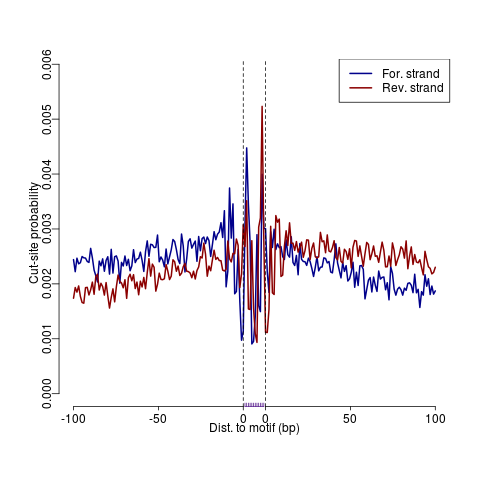 For. strand
Rev. strand
Cut-site probability
0.006
0.005
0.004
0.003
0.002
0.001
0.000
-100 -50 0 0 50 100
Dist. to motif (bp)